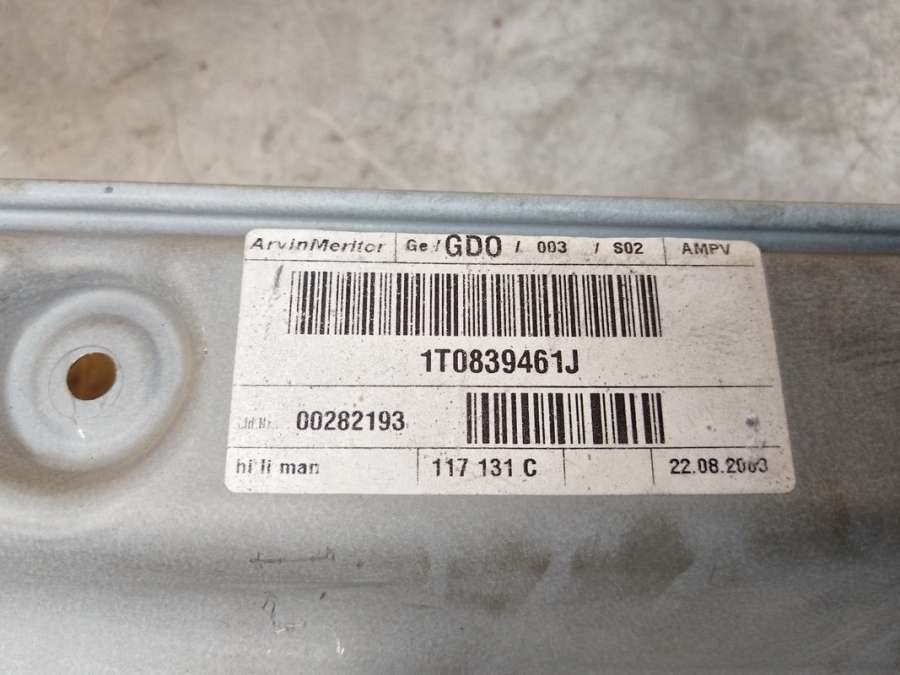 ArvinMeritor Ge / GDO / 003 / S02 AMPV
1T0839461J
00282193
hi li man 117 131 C 22.08.2003